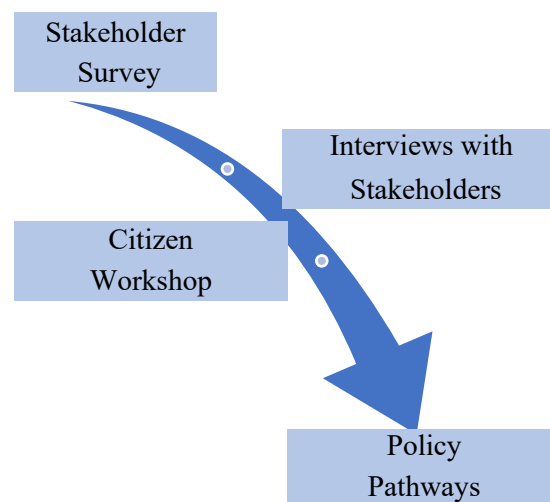 Stakeholder
Survey
Interviews with
Stakeholders
Citizen
Workshop
Policy
Pathways